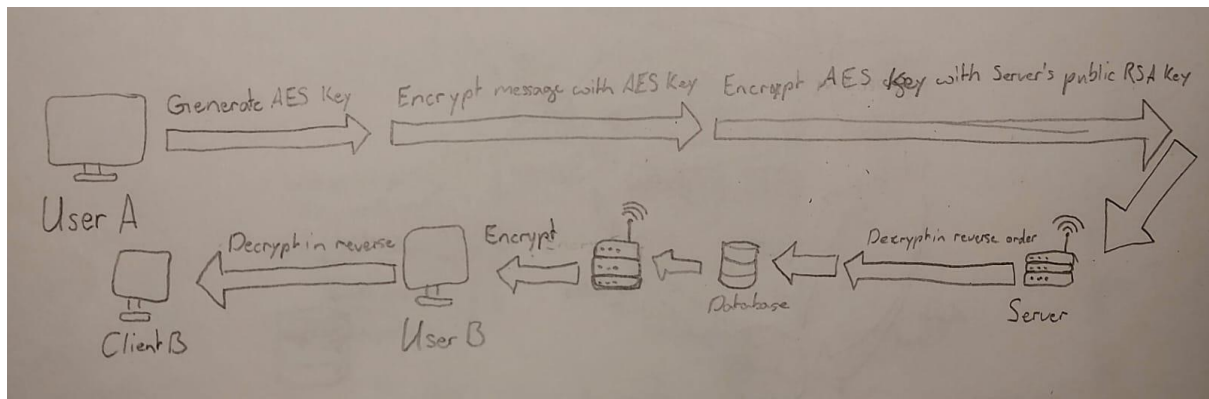 Generate AES Key
Encrypt message with AES Key
Encrypt AES Key with Server's public RSA Key
User A
Decrypt in reverse
Encrypt
Decrypt in reverse order
Client B
User B
Database
Server